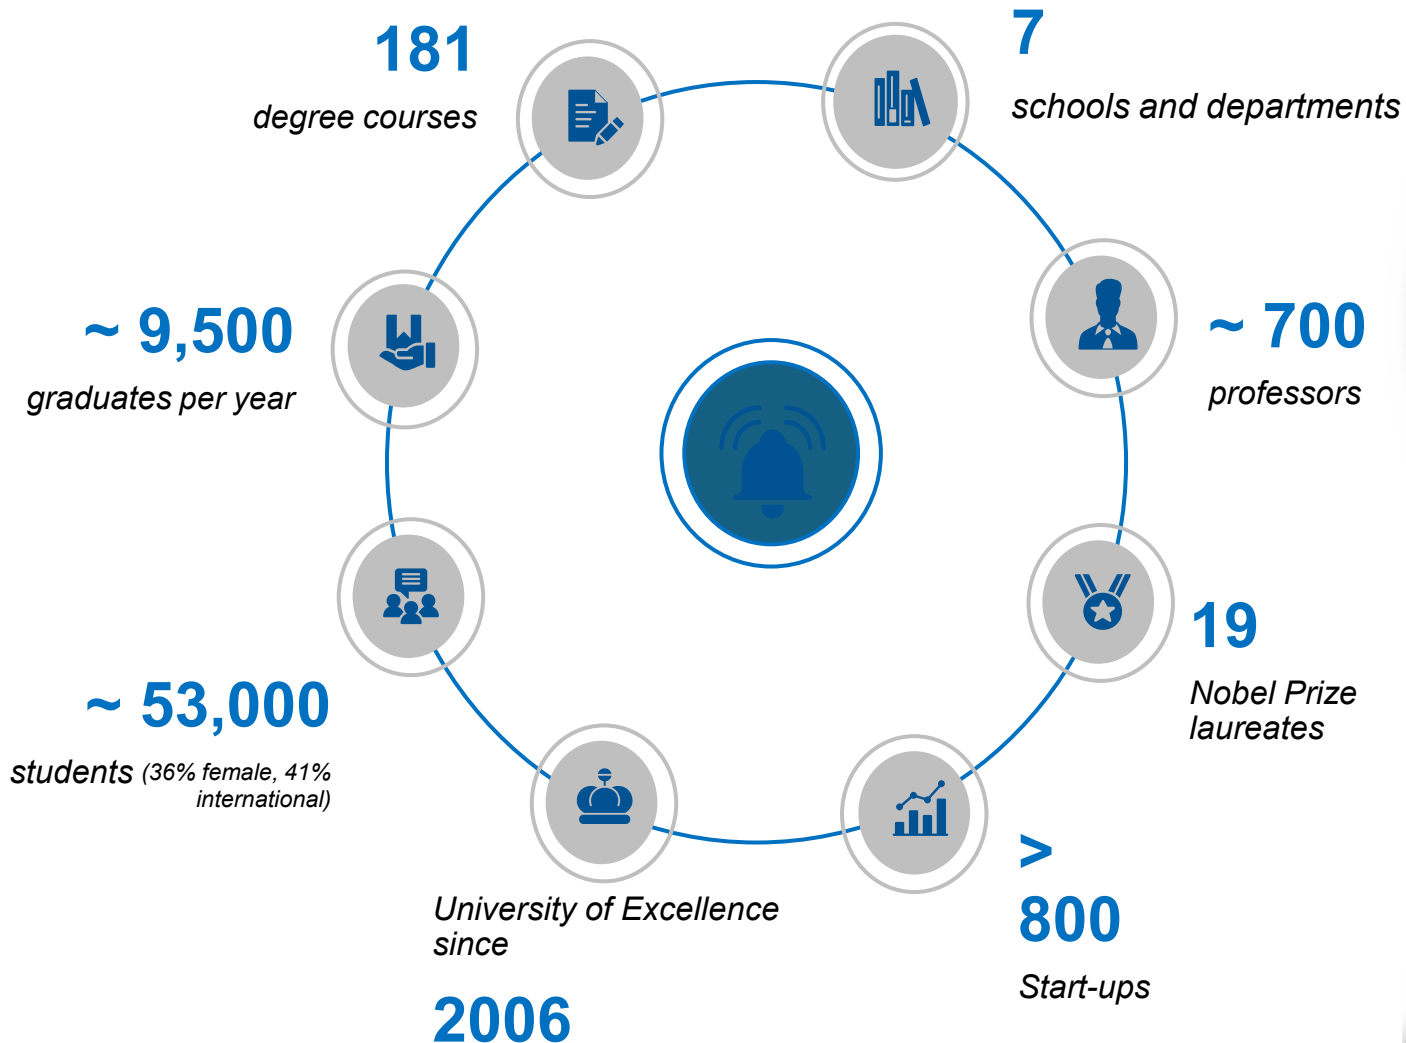 181
degree courses
7
schools and departments
~ 9,500
graduates per year
~ 700
professors
~ 53,000
students (36% female, 41%
international)
19
Nobel Prize
laureates
University of Excellence
since
2006
>
800
Start-ups